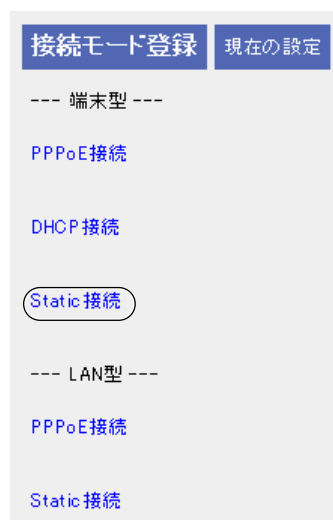 接続モード登録 現在の設定
--- 端末型 ---
PPPoE接続
DHCP接続
Static接続
--- LAN型 ---
PPPoE接続
Static接続